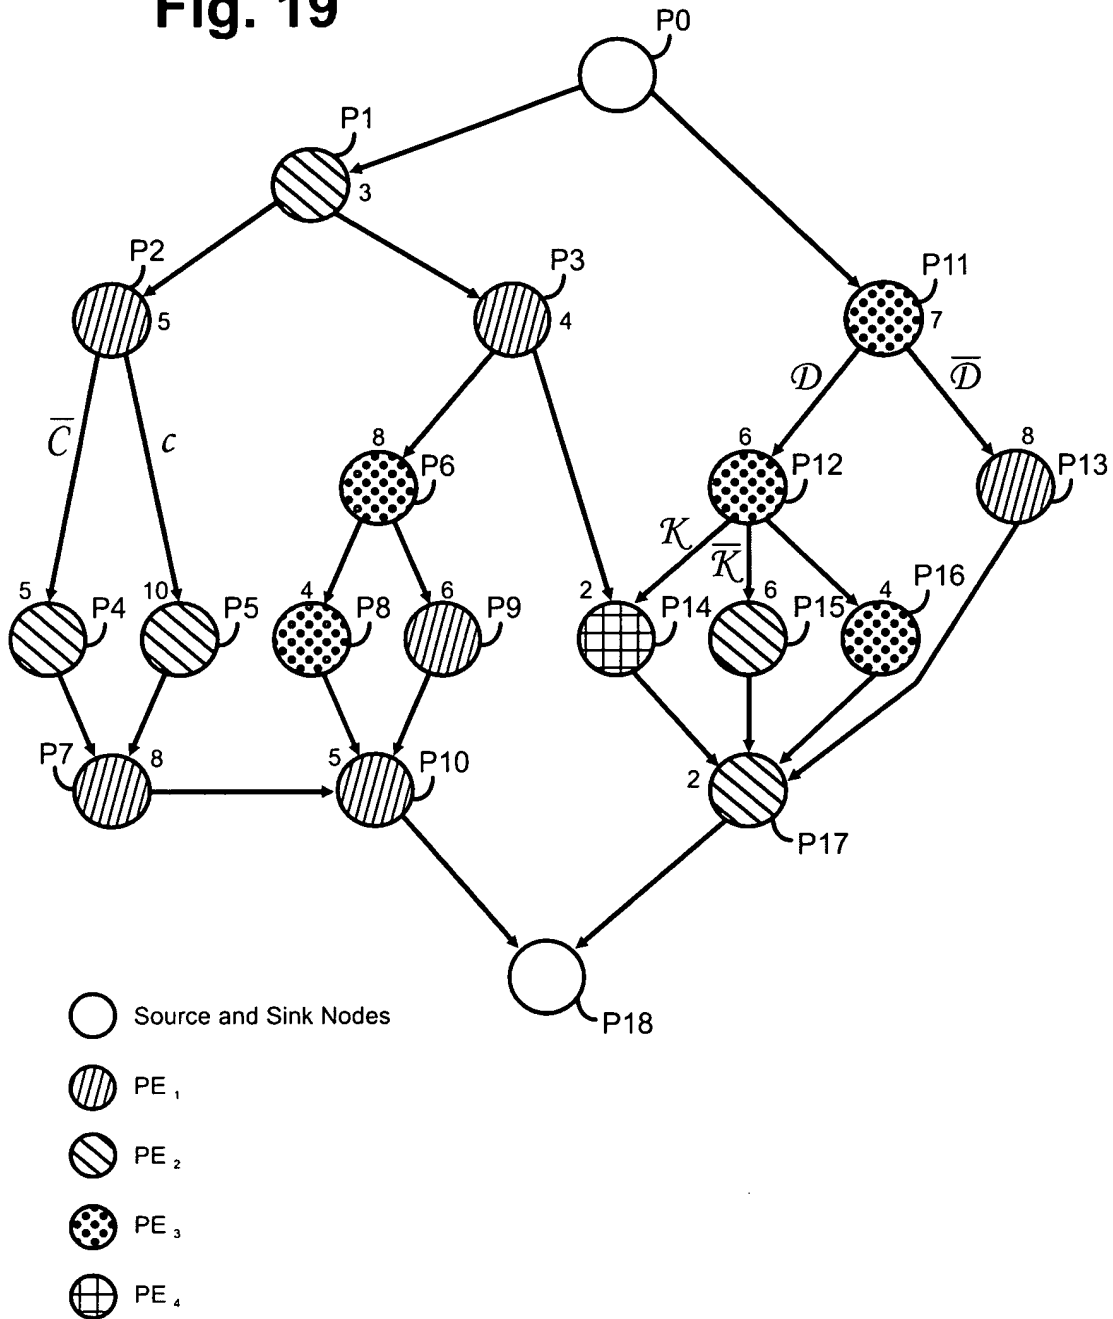 Fig. 19
P0
P1
3
P2
5
P3
4
P11
7
C̅
C
D
D̅
8
P6
6
P12
8
P13
K
K̅
5
P4
10
P5
4
P8
6
P9
2
P14
6
P15
4
P16
P7
8
5
P10
2
P17
P18
Source and Sink Nodes
PE ₁
PE ₂
PE ₃
PE ₄